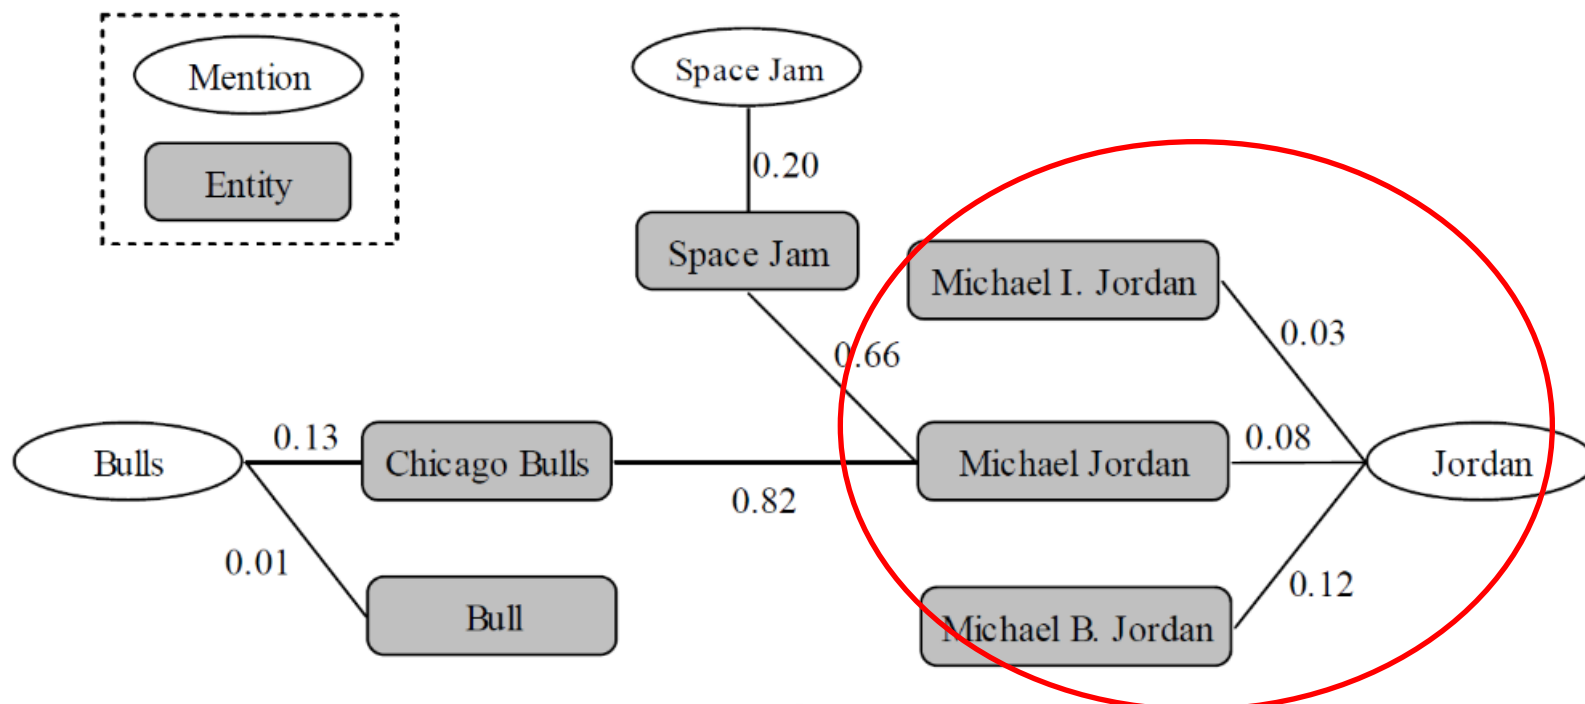 Mention
Space Jam
0.20
Entity
Space Jam
Michael I. Jordan
0.03
0.66
Bulls
0.13
Chicago Bulls
0.82
Michael Jordan
0.08
Jordan
0.01
Bull
Michael B. Jordan
0.12